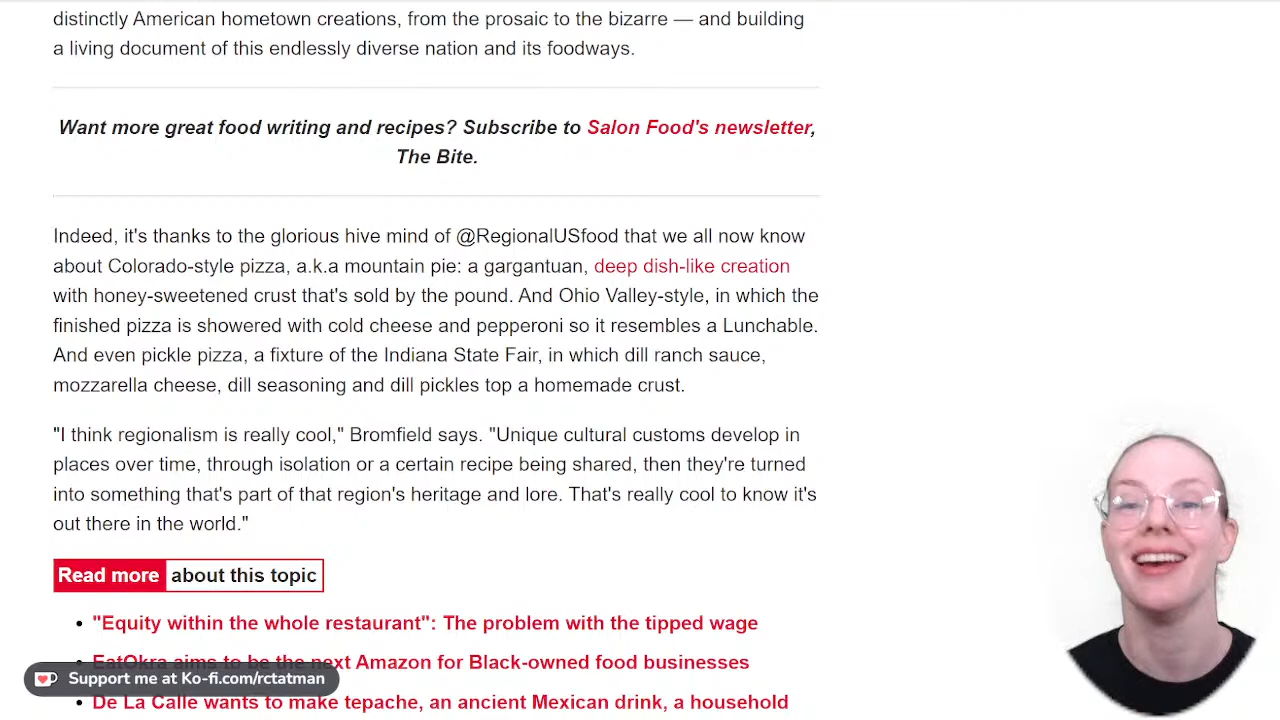 distinctly American hometown creations, from the prosaic to the bizarre — and building
a living document of this endlessly diverse nation and its foodways.
Want more great food writing and recipes? Subscribe to Salon Food's newsletter,
The Bite.
Indeed, it's thanks to the glorious hive mind of @RegionalUSfood that we all now know
about Colorado-style pizza, a.k.a mountain pie: a gargantuan, deep dish-like creation
with honey-sweetened crust that's sold by the pound. And Ohio Valley-style, in which the
finished pizza is showered with cold cheese and pepperoni so it resembles a Lunchable.
And even pickle pizza, a fixture of the Indiana State Fair, in which dill ranch sauce,
mozzarella cheese, dill seasoning and dill pickles top a homemade crust.
"I think regionalism is really cool," Bromfield says. "Unique cultural customs develop in
places over time, through isolation or a certain recipe being shared, then they're turned
into something that's part of that region's heritage and lore. That's really cool to know it's
out there in the world."
Read more about this topic
• "Equity within the whole restaurant": The problem with the tipped wage
• EatOkra aims to be the next Amazon for Black-owned food businesses
Support me at Ko-fi.com/rctatman
• De La Calle wants to make tepache, an ancient Mexican drink, a household